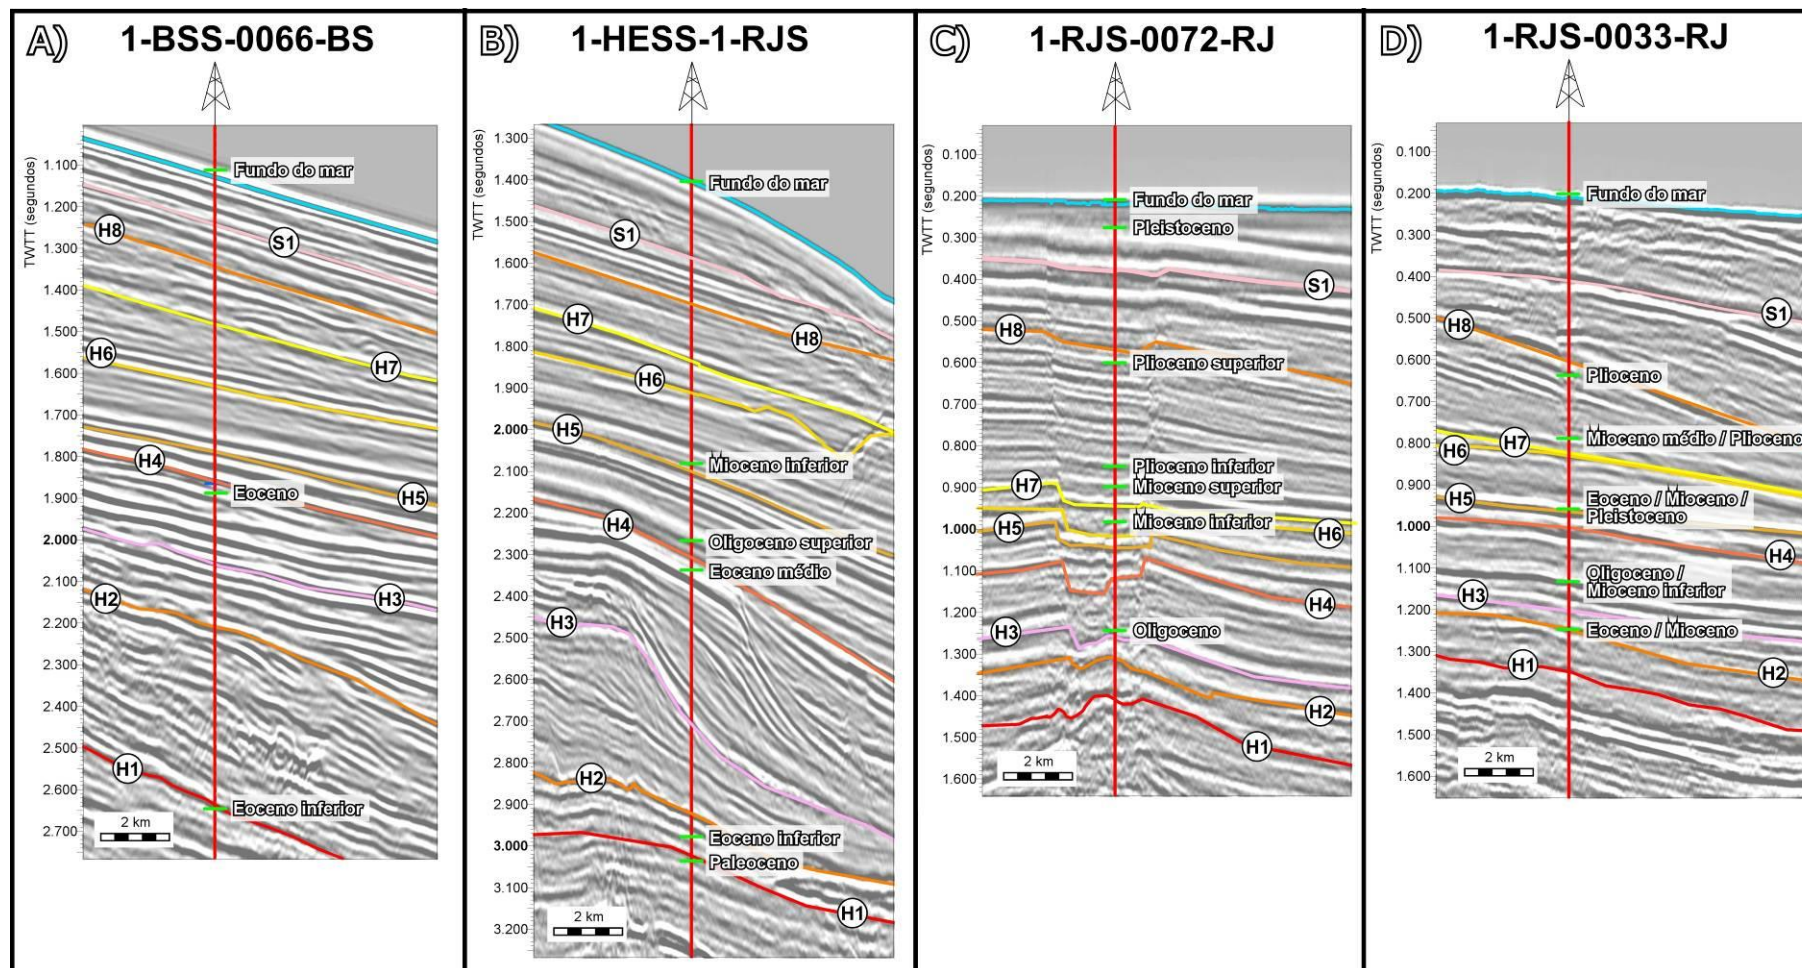 A) 1-BSS-0066-BS
TWTT (segundos)
1.100
1.200
1.300
1.400
1.500
1.600
1.700
1.800
1.900
2.000
2.100
2.200
2.300
2.400
2.500
2.600
2.700
Fundo do mar
S1
H8
H7
H6
H5
H4
Eoceno
H3
H2
H1
Eoceno inferior
2 km
B) 1-HESS-1-RJS
TWTT (segundos)
1.300
1.400
1.500
1.600
1.700
1.800
1.900
2.000
2.100
2.200
2.300
2.400
2.500
2.600
2.700
2.800
2.900
3.000
3.100
3.200
Fundo do mar
S1
H8
H7
H6
H5
Mioceno inferior
H4
Oligoceno superior
Eoceno médio
H3
H2
Eoceno inferior
Paleoceno
H1
2 km
C) 1-RJS-0072-RJ
TWTT (segundos)
0.100
0.200
0.300
0.400
0.500
0.600
0.700
0.800
0.900
1.000
1.100
1.200
1.300
1.400
1.500
1.600
Fundo do mar
Pleistoceno
S1
H8
Plioceno superior
Plioceno inferior
Mioceno superior
H7
Mioceno inferior
H6
H5
H4
Oligoceno
H3
H2
H1
2 km
D) 1-RJS-0033-RJ
TWTT (segundos)
0.100
0.200
0.300
0.400
0.500
0.600
0.700
0.800
0.900
1.000
1.100
1.200
1.300
1.400
1.500
1.600
Fundo do mar
S1
H8
Plioceno
Mioceno médio / Plioceno
H7
H6
H5
Eoceno / Mioceno /
Pleistoceno
H4
Oligoceno /
Mioceno inferior
H3
Eoceno / Mioceno
H1
H2
2 km